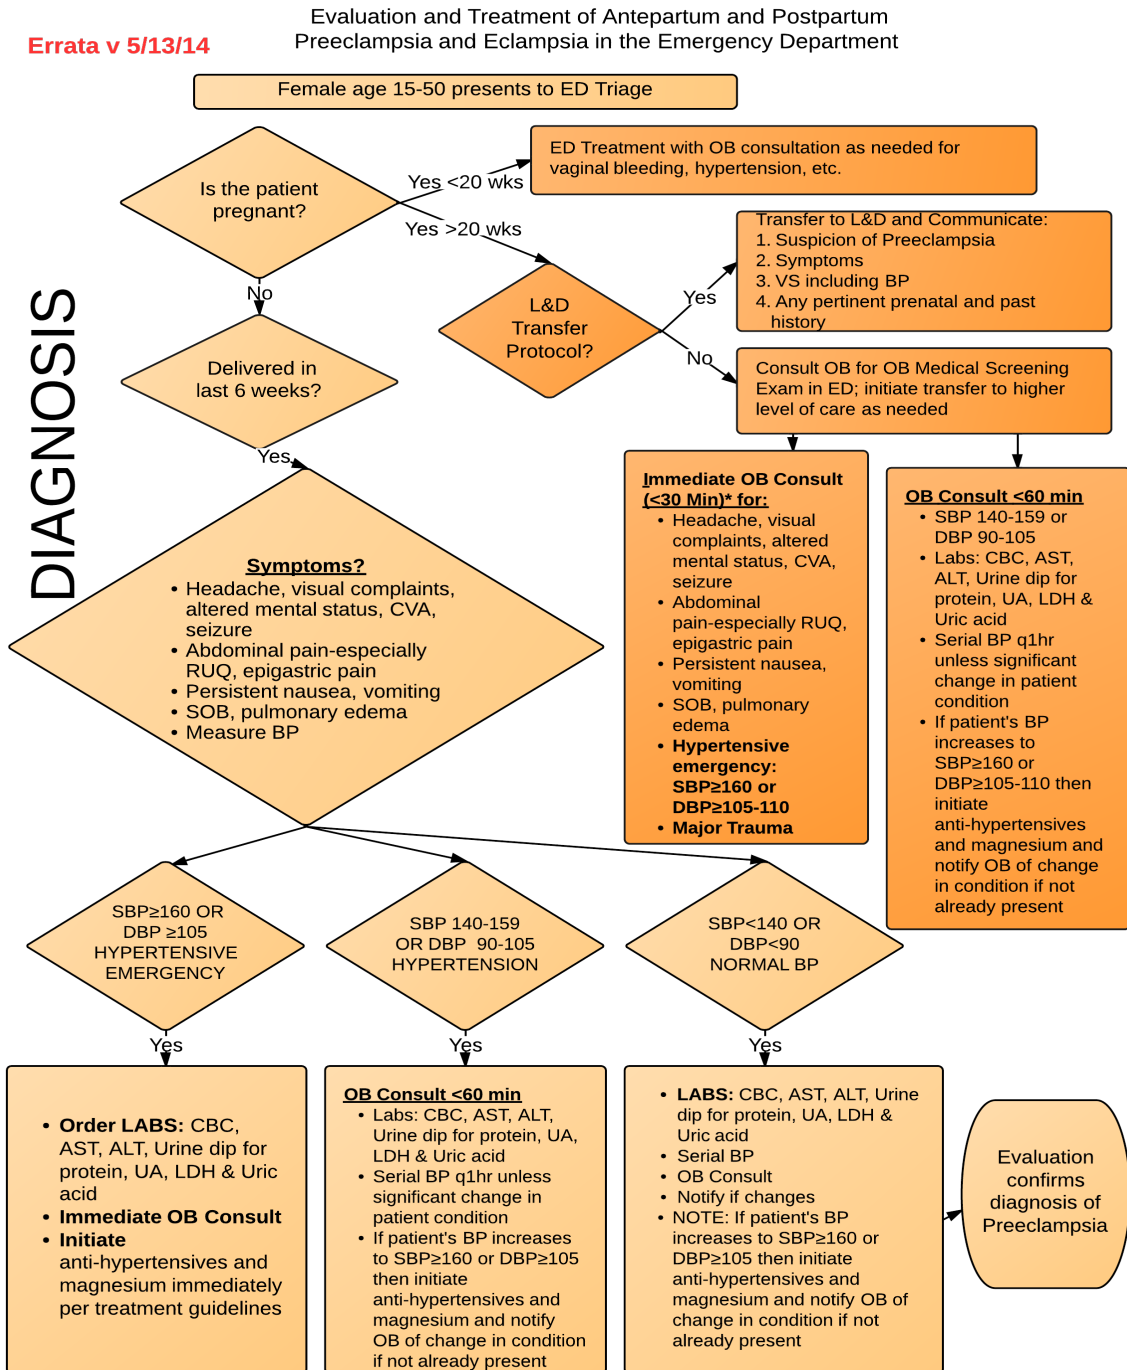 Evaluation and Treatment of Antepartum and Postpartum
Preeclampsia and Eclampsia in the Emergency Department
Errata v 5/13/14
Female age 15-50 presents to ED Triage
Is the patient
pregnant?
Yes <20 wks
ED Treatment with OB consultation as needed for
vaginal bleeding, hypertension, etc.
Yes >20 wks
L&D
Transfer
Protocol?
Yes
Transfer to L&D and Communicate:
1. Suspicion of Preeclampsia
2. Symptoms
3. VS including BP
4. Any pertinent prenatal and past
history
No
Consult OB for OB Medical Screening
Exam in ED; initiate transfer to higher
level of care as needed
Immediate OB Consult
(<30 Min)* for:
• Headache, visual
complaints, altered
mental status, CVA,
seizure
• Abdominal
pain-especially RUQ,
epigastric pain
• Persistent nausea,
vomiting
• SOB, pulmonary
edema
• Hypertensive
emergency:
SBP≥160 or
DBP≥105-110
• Major Trauma
OB Consult <60 min
• SBP 140-159 or
DBP 90-105
• Labs: CBC, AST,
ALT, Urine dip for
protein, UA, LDH &
Uric acid
• Serial BP q1hr
unless significant
change in patient
condition
• If patient's BP
increases to
SBP≥160 or
DBP≥105-110 then
initiate
anti-hypertensives
and magnesium and
notify OB of change
in condition if not
already present
No
Delivered in
last 6 weeks?
Yes
DIAGNOSIS
Symptoms?
• Headache, visual complaints,
altered mental status, CVA,
seizure
• Abdominal pain-especially
RUQ, epigastric pain
• Persistent nausea, vomiting
• SOB, pulmonary edema
• Measure BP
SBP≥160 OR
DBP ≥105
HYPERTENSIVE
EMERGENCY
SBP 140-159
OR DBP 90-105
HYPERTENSION
SBP<140 OR
DBP<90
NORMAL BP
Yes
Yes
Yes
• Order LABS: CBC,
AST, ALT, Urine dip for
protein, UA, LDH & Uric
acid
• Immediate OB Consult
• Initiate
anti-hypertensives and
magnesium immediately
per treatment guidelines
OB Consult <60 min
• Labs: CBC, AST, ALT,
Urine dip for protein, UA,
LDH & Uric acid
• Serial BP q1hr unless
significant change in
patient condition
• If patient's BP increases
to SBP≥160 or DBP≥105
then initiate
anti-hypertensives and
magnesium and notify
OB of change in condition
if not already present
• LABS: CBC, AST, ALT, Urine
dip for protein, UA, LDH &
Uric acid
• Serial BP
• OB Consult
• Notify if changes
• NOTE: If patient's BP
increases to SBP≥160 or
DBP≥105 then initiate
anti-hypertensives and
magnesium and notify OB of
change in condition if not
already present
Evaluation
confirms
diagnosis of
Preeclampsia